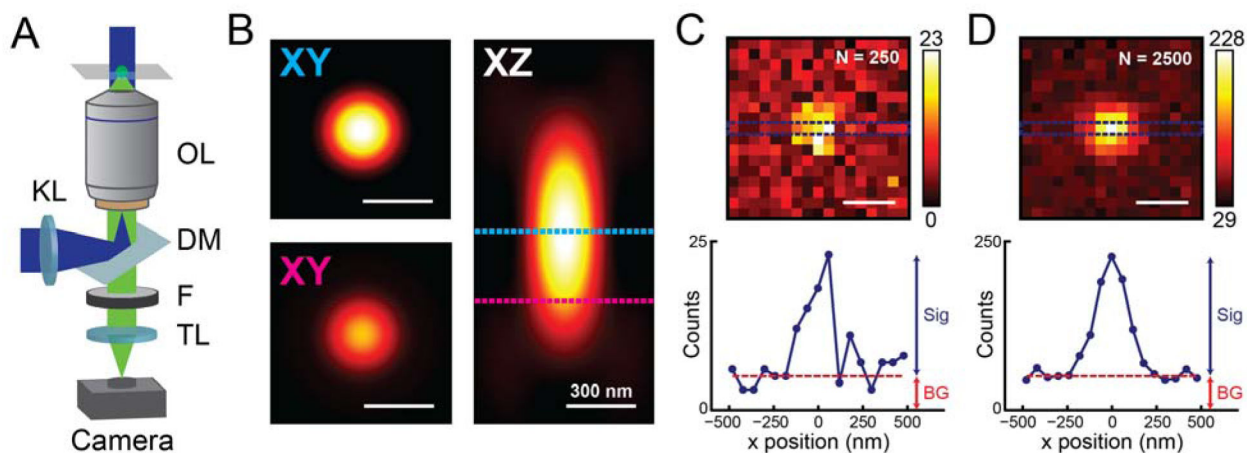 A
OL
KL
DM
F
TL
Camera
B
XY
XY
XZ
300 nm
C
N = 250
23
0
25
0
Counts
Sig
BG
−500 −250 0 250 500
x position (nm)
D
N = 2500
228
29
250
0
Counts
Sig
BG
−500 −250 0 250 500
x position (nm)